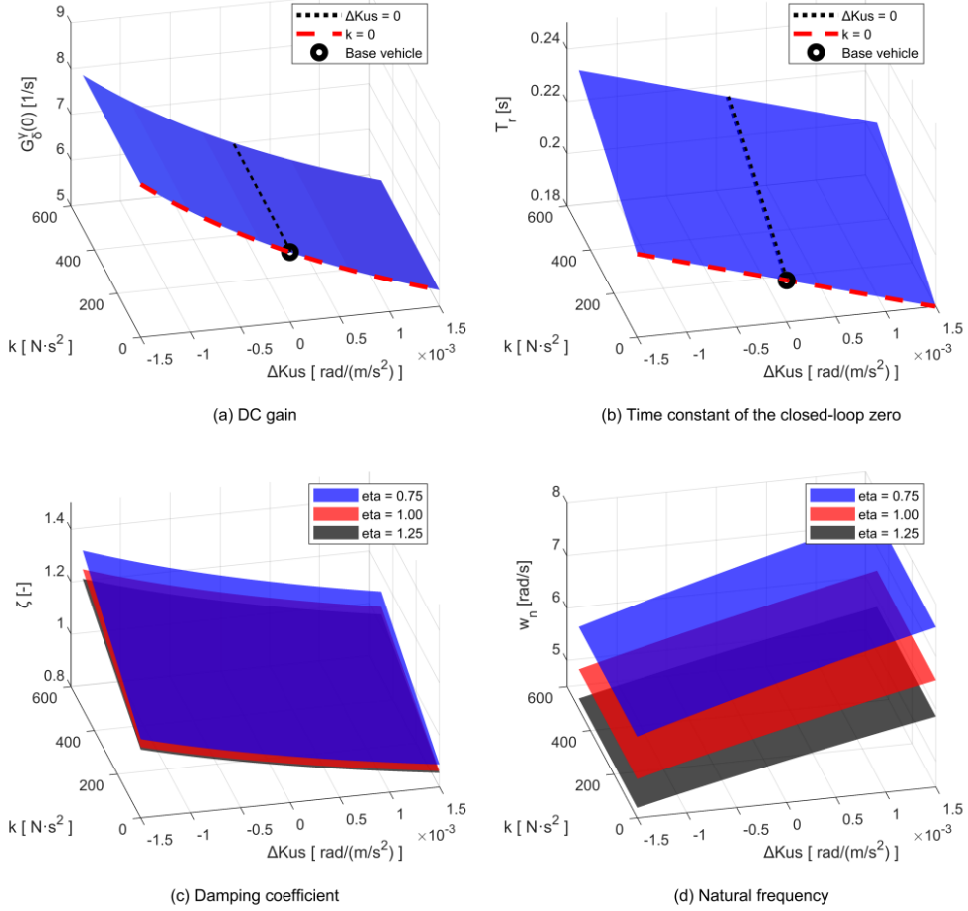 9
8
7
6
5
G_δ^γ(0) [1/s]
600
400
200
0
k [ N·s² ]
-1.5
-1
-0.5
0
0.5
1
1.5
×10⁻³
ΔKus [ rad/(m/s²) ]
ΔKus = 0
k = 0
Base vehicle
(a) DC gain
0.24
0.22
0.2
0.18
T_r [s]
600
400
200
0
k [ N·s² ]
-1.5
-1
-0.5
0
0.5
1
1.5
×10⁻³
ΔKus [ rad/(m/s²) ]
ΔKus = 0
k = 0
Base vehicle
(b) Time constant of the closed-loop zero
1.4
1.2
1
0.8
ζ [-]
600
400
200
0
k [ N·s² ]
-1.5
-1
-0.5
0
0.5
1
1.5
×10⁻³
ΔKus [ rad/(m/s²) ]
eta = 0.75
eta = 1.00
eta = 1.25
(c) Damping coefficient
8
7
6
5
w_n [rad/s]
600
400
200
0
k [ N·s² ]
-1.5
-1
-0.5
0
0.5
1
1.5
×10⁻³
ΔKus [ rad/(m/s²) ]
eta = 0.75
eta = 1.00
eta = 1.25
(d) Natural frequency